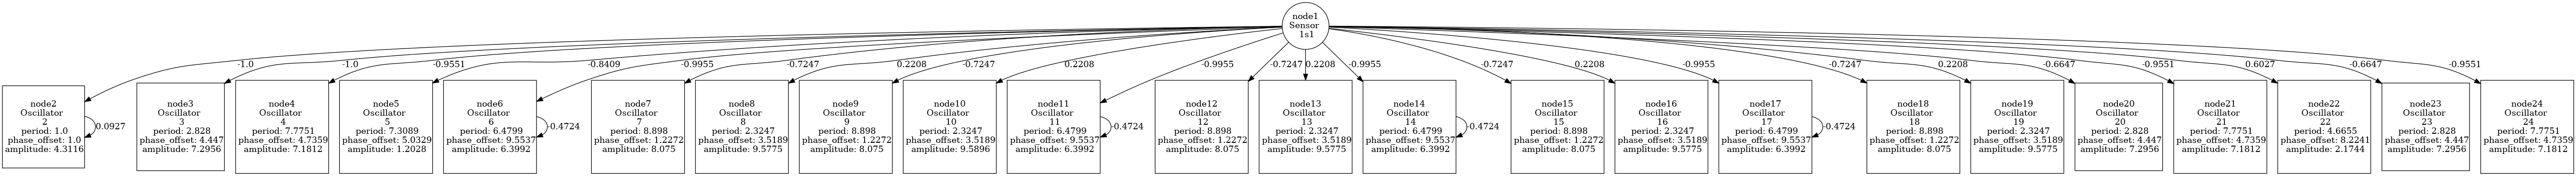 node1
Sensor
1s1
-1.0
-1.0
-0.9551
-0.8409
-0.9955
-0.7247
0.2208
-0.7247
0.2208
-0.9955
-0.7247
0.2208
-0.9955
-0.7247
0.2208
-0.9955
-0.7247
0.2208
-0.6647
-0.9551
0.6027
-0.6647
-0.9551
node2
Oscillator
2
period: 1.0
phase_offset: 1.0
amplitude: 4.3116
0.0927
node3
Oscillator
3
period: 2.828
phase_offset: 4.447
amplitude: 7.2956
node4
Oscillator
4
period: 7.7751
phase_offset: 4.7359
amplitude: 7.1812
node5
Oscillator
5
period: 7.3089
phase_offset: 5.0329
amplitude: 1.2028
node6
Oscillator
6
period: 6.4799
phase_offset: 9.5537
amplitude: 6.3992
-0.4724
node7
Oscillator
7
period: 8.898
phase_offset: 1.2272
amplitude: 8.075
node8
Oscillator
8
period: 2.3247
phase_offset: 3.5189
amplitude: 9.5775
node9
Oscillator
9
period: 8.898
phase_offset: 1.2272
amplitude: 8.075
node10
Oscillator
10
period: 2.3247
phase_offset: 3.5189
amplitude: 9.5896
node11
Oscillator
11
period: 6.4799
phase_offset: 9.5537
amplitude: 6.3992
-0.4724
node12
Oscillator
12
period: 8.898
phase_offset: 1.2272
amplitude: 8.075
node13
Oscillator
13
period: 2.3247
phase_offset: 3.5189
amplitude: 9.5775
node14
Oscillator
14
period: 6.4799
phase_offset: 9.5537
amplitude: 6.3992
-0.4724
node15
Oscillator
15
period: 8.898
phase_offset: 1.2272
amplitude: 8.075
node16
Oscillator
16
period: 2.3247
phase_offset: 3.5189
amplitude: 9.5775
node17
Oscillator
17
period: 6.4799
phase_offset: 9.5537
amplitude: 6.3992
-0.4724
node18
Oscillator
18
period: 8.898
phase_offset: 1.2272
amplitude: 8.075
node19
Oscillator
19
period: 2.3247
phase_offset: 3.5189
amplitude: 9.5775
node20
Oscillator
20
period: 2.828
phase_offset: 4.447
amplitude: 7.2956
node21
Oscillator
21
period: 7.7751
phase_offset: 4.7359
amplitude: 7.1812
node22
Oscillator
22
period: 4.6655
phase_offset: 8.2241
amplitude: 2.1744
node23
Oscillator
23
period: 2.828
phase_offset: 4.447
amplitude: 7.2956
node24
Oscillator
24
period: 7.7751
phase_offset: 4.7359
amplitude: 7.1812